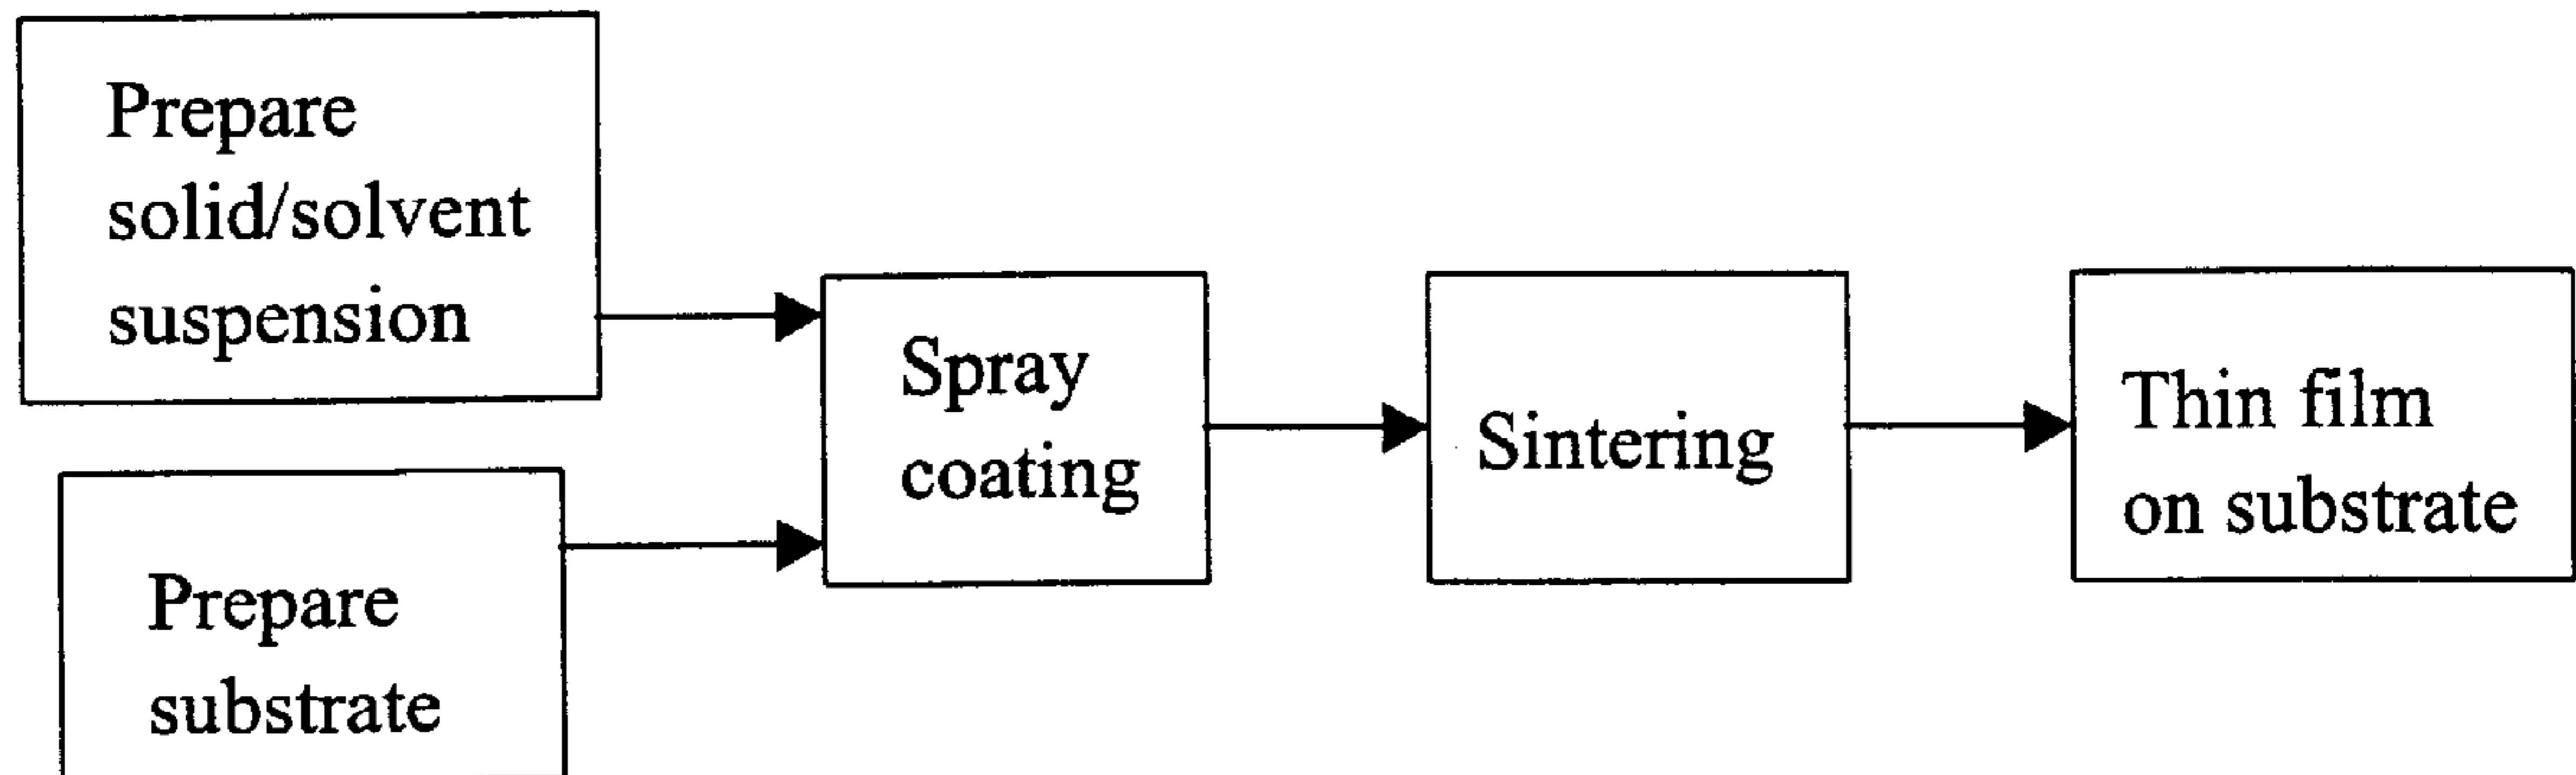 Prepare
solid/solvent
suspension
Prepare
substrate
Spray
coating
Sintering
Thin film
on substrate